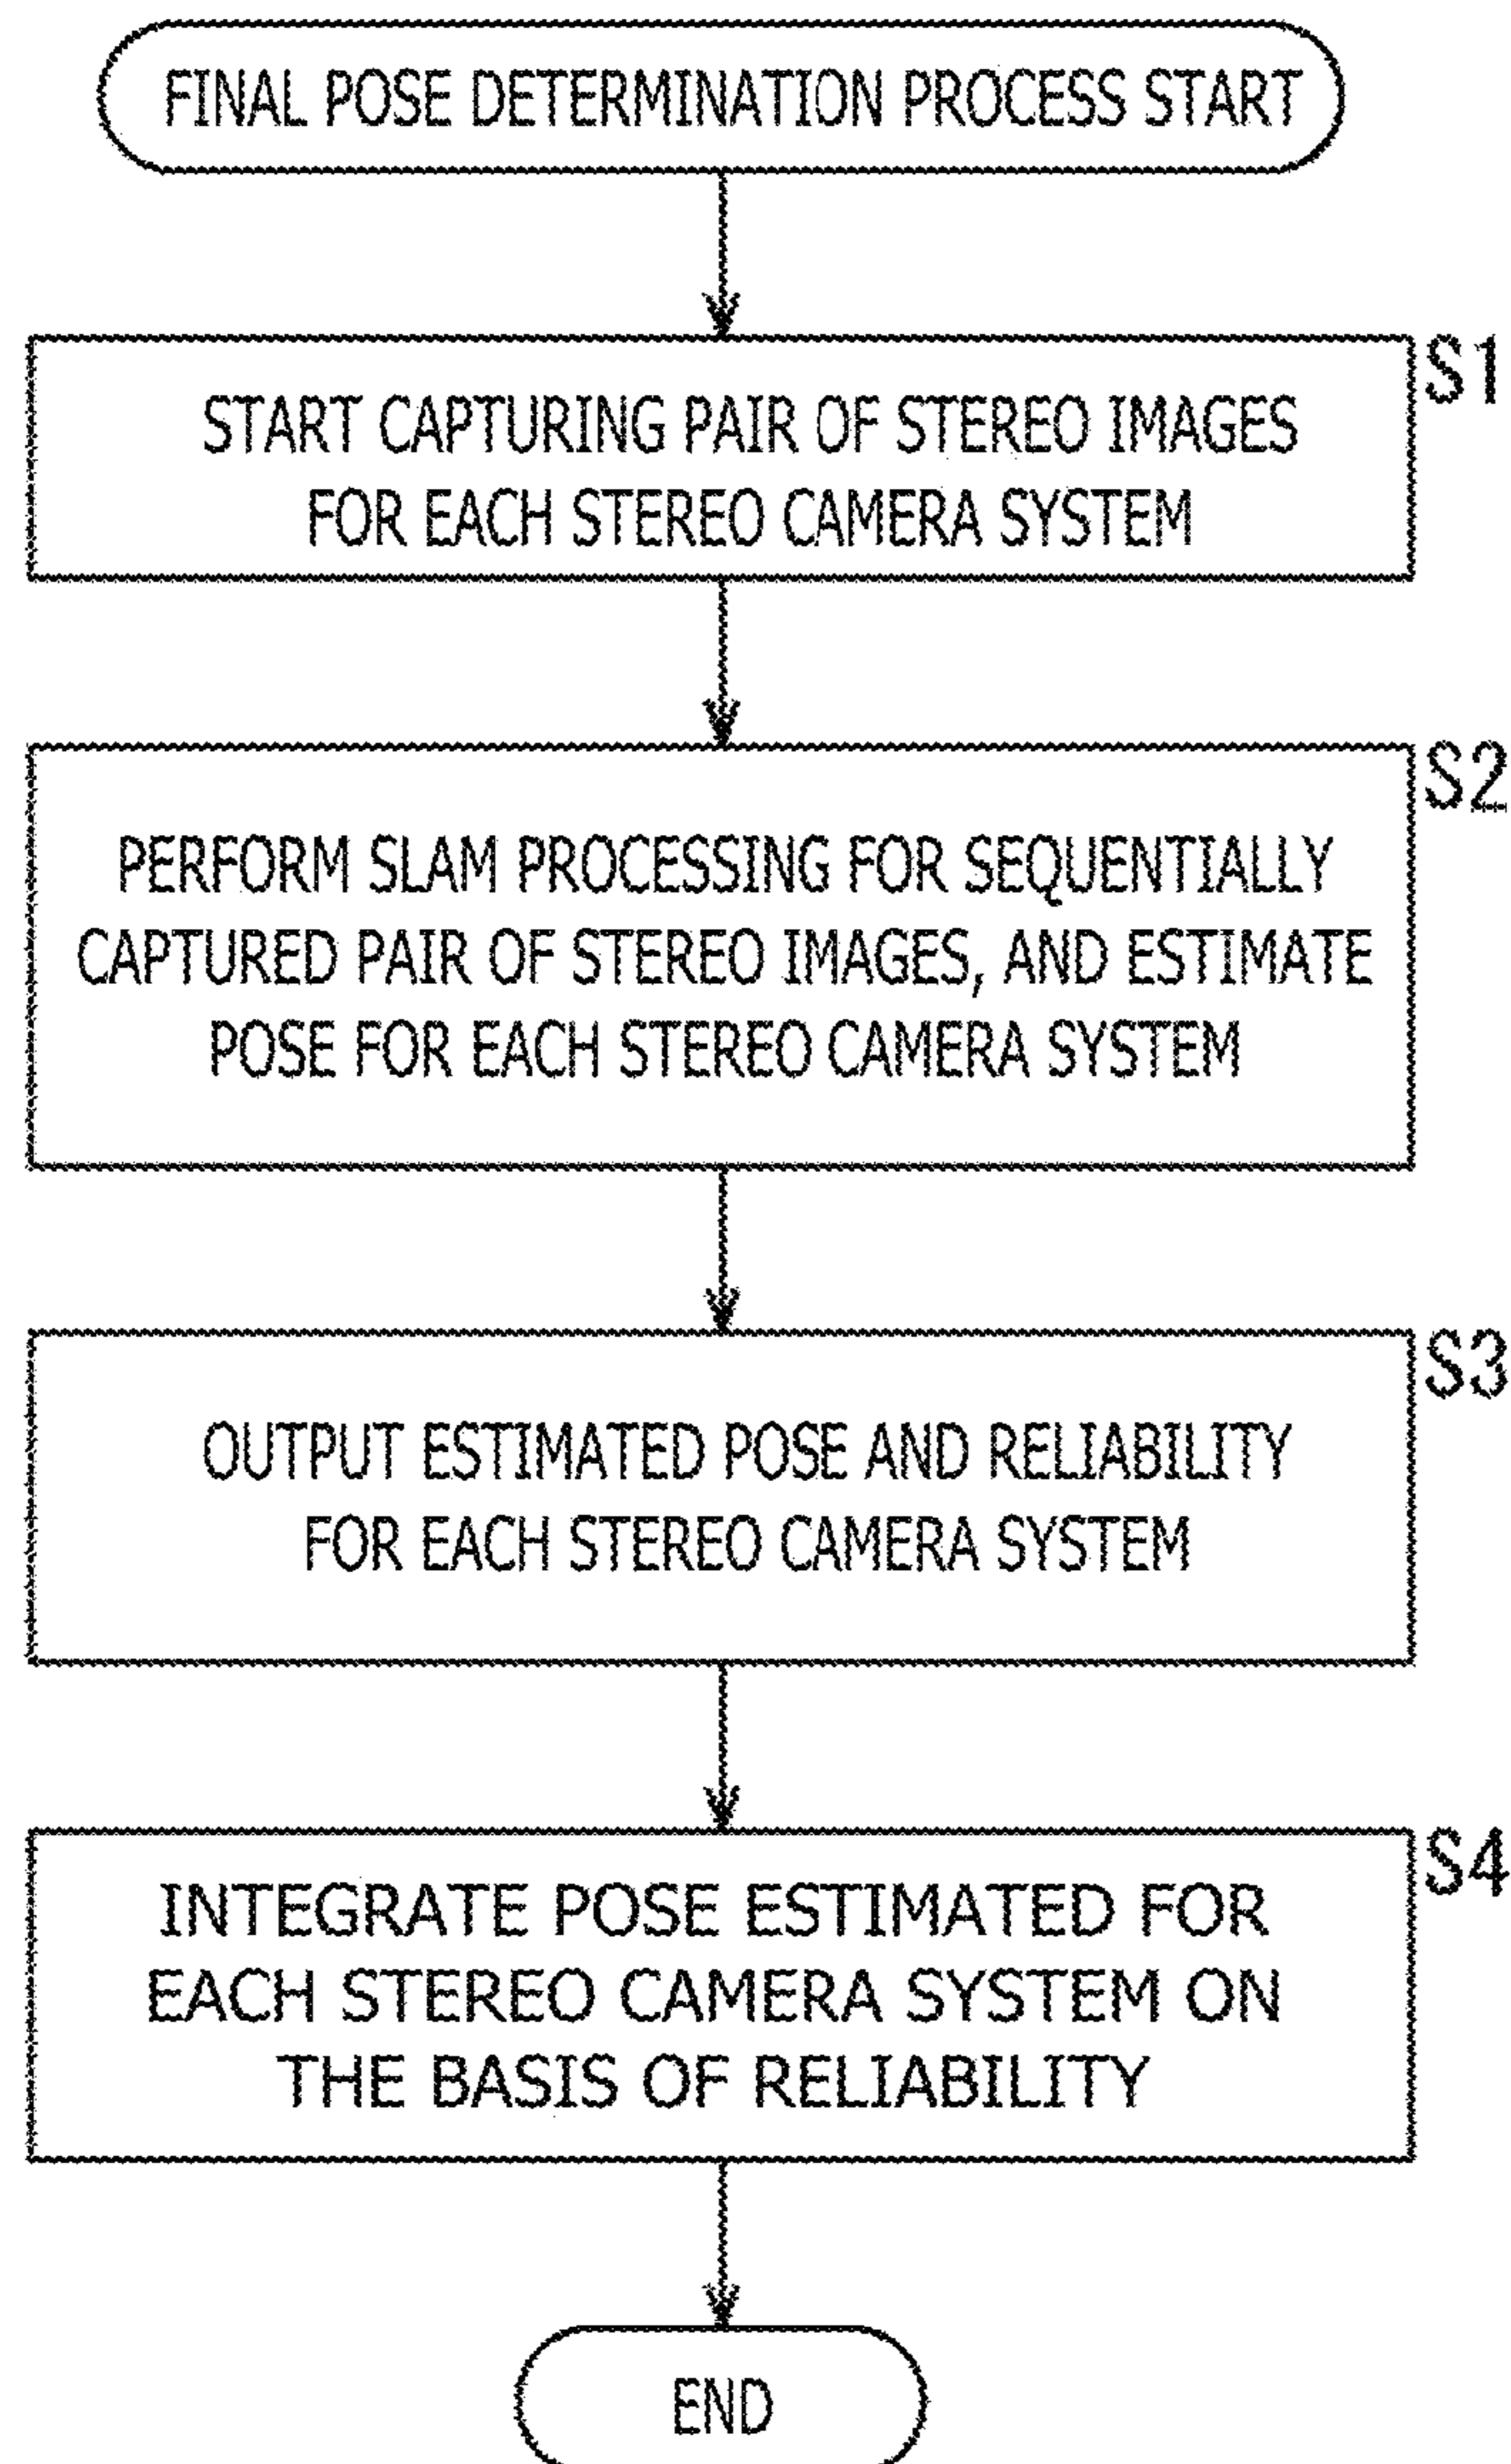 FINAL POSE DETERMINATION PROCESS START
S1
START CAPTURING PAIR OF STEREO IMAGES
FOR EACH STEREO CAMERA SYSTEM
S2
PERFORM SLAM PROCESSING FOR SEQUENTIALLY
CAPTURED PAIR OF STEREO IMAGES, AND ESTIMATE
POSE FOR EACH STEREO CAMERA SYSTEM
S3
OUTPUT ESTIMATED POSE AND RELIABILITY
FOR EACH STEREO CAMERA SYSTEM
S4
INTEGRATE POSE ESTIMATED FOR
EACH STEREO CAMERA SYSTEM ON
THE BASIS OF RELIABILITY
END